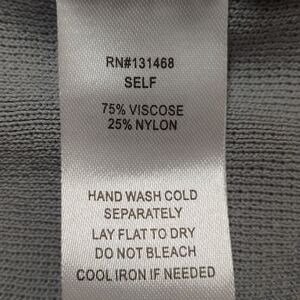 RN#131468
SELF
75% VISCOSE
25% NYLON
HAND WASH COLD
SEPARATELY
LAY FLAT TO DRY
DO NOT BLEACH
COOL IRON IF NEEDED